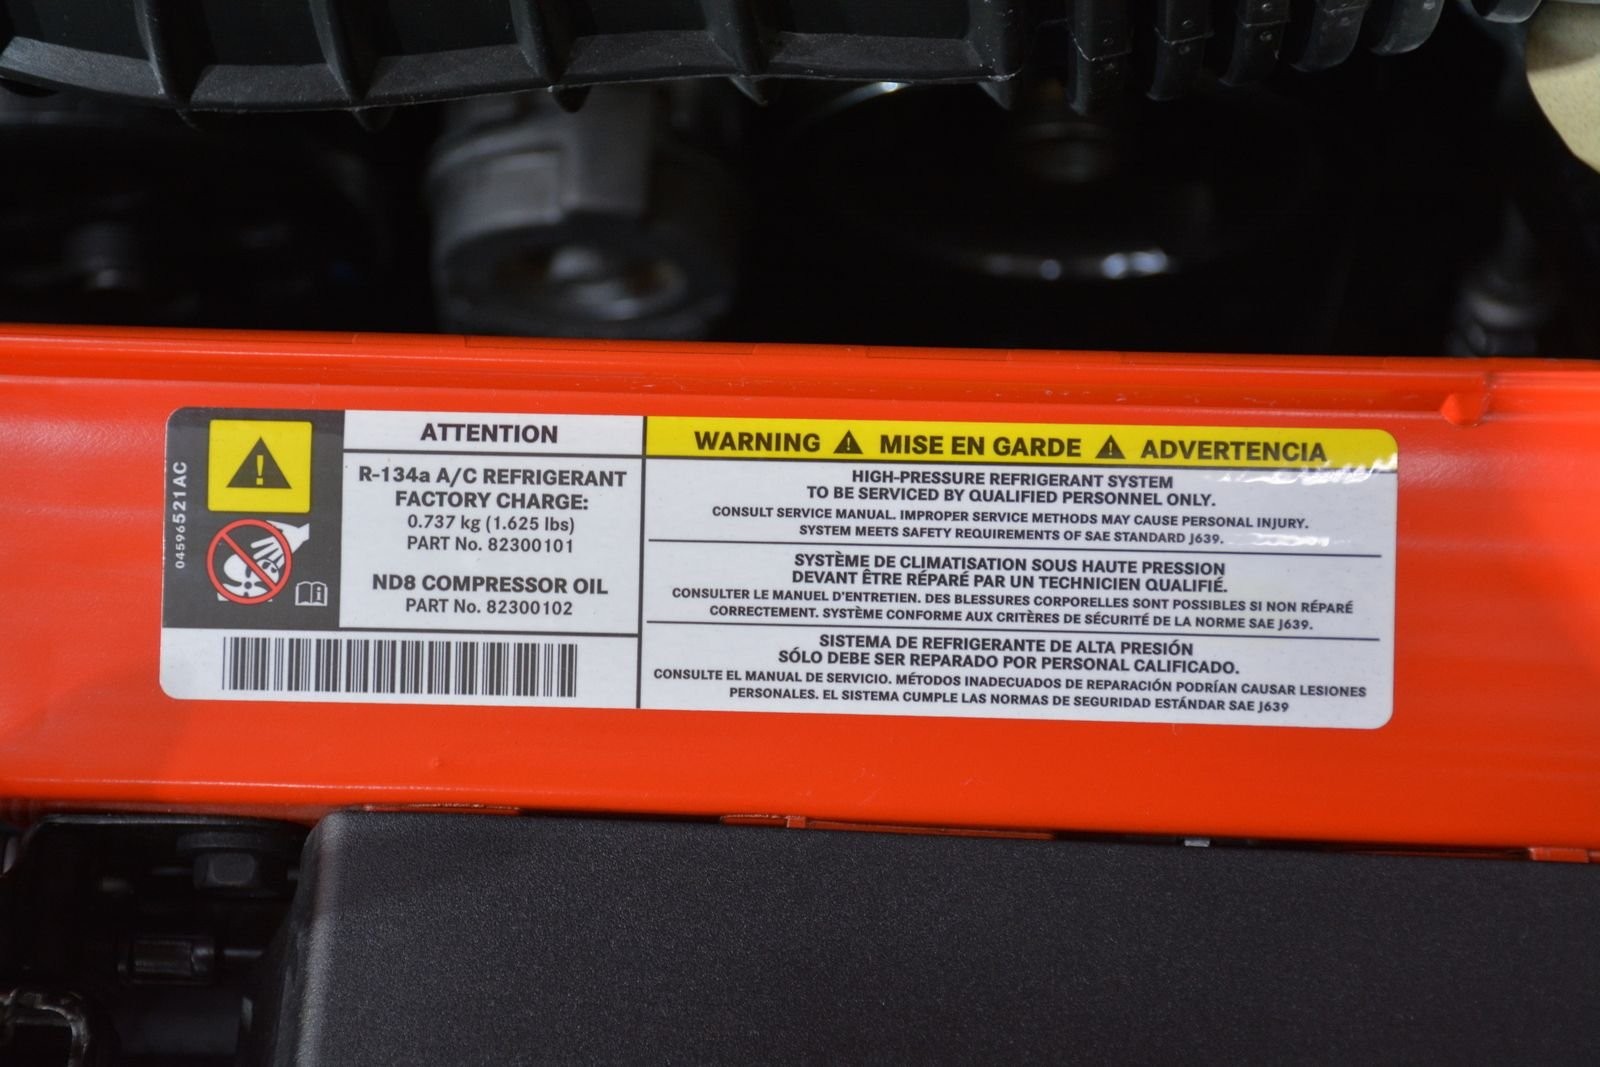 04596521AC
ATTENTION
R-134a A/C REFRIGERANT
FACTORY CHARGE:
0.737 kg (1.625 lbs)
PART No. 82300101
ND8 COMPRESSOR OIL
PART No. 82300102
WARNING MISE EN GARDE ADVERTENCIA
HIGH-PRESSURE REFRIGERANT SYSTEM
TO BE SERVICED BY QUALIFIED PERSONNEL ONLY.
CONSULT SERVICE MANUAL. IMPROPER SERVICE METHODS MAY CAUSE PERSONAL INJURY.
SYSTEM MEETS SAFETY REQUIREMENTS OF SAE STANDARD J639.
SYSTÈME DE CLIMATISATION SOUS HAUTE PRESSION
DEVANT ÊTRE RÉPARÉ PAR UN TECHNICIEN QUALIFIÉ.
CONSULTER LE MANUEL D'ENTRETIEN. DES BLESSURES CORPORELLES SONT POSSIBLES SI NON RÉPARÉ
CORRECTEMENT. SYSTÈME CONFORME AUX CRITÈRES DE SÉCURITÉ DE LA NORME SAE J639.
SISTEMA DE REFRIGERANTE DE ALTA PRESIÓN
SÓLO DEBE SER REPARADO POR PERSONAL CALIFICADO.
CONSULTE EL MANUAL DE SERVICIO. MÉTODOS INADECUADOS DE REPARACIÓN PODRÍAN CAUSAR LESIONES
PERSONALES. EL SISTEMA CUMPLE LAS NORMAS DE SEGURIDAD ESTÁNDAR SAE J639